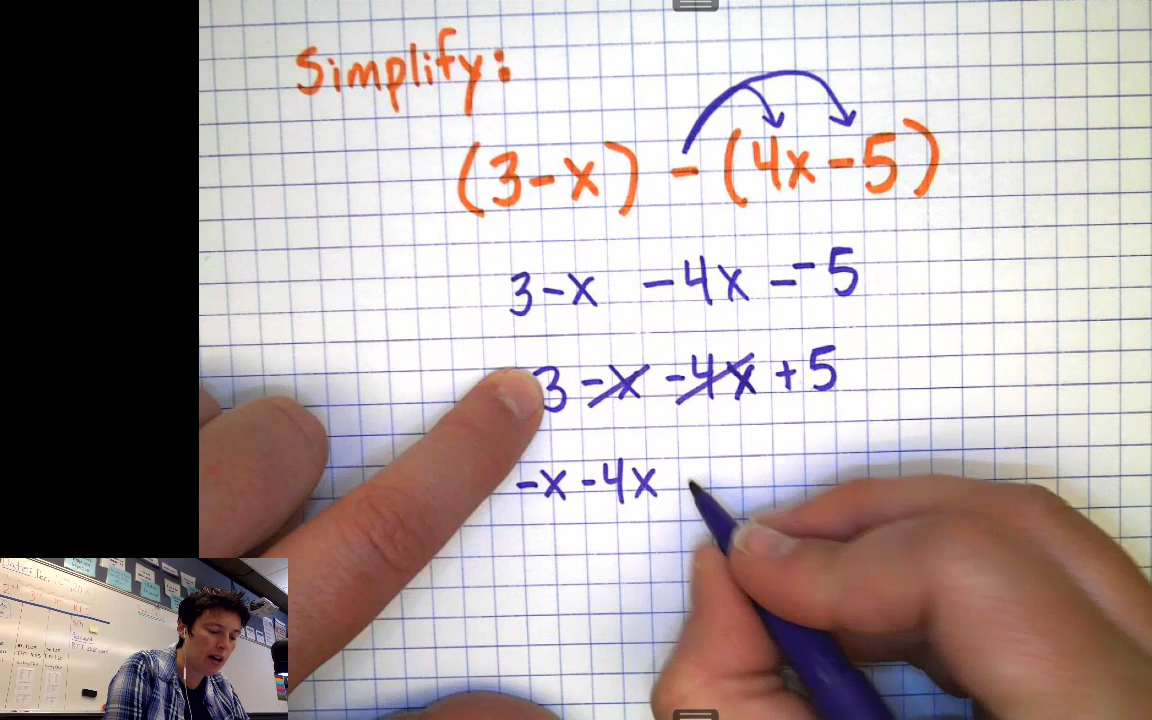 Simplify:
(3-x) - (4x-5)
3-x -4x - -5
3 -x -4x +5
-x -4x